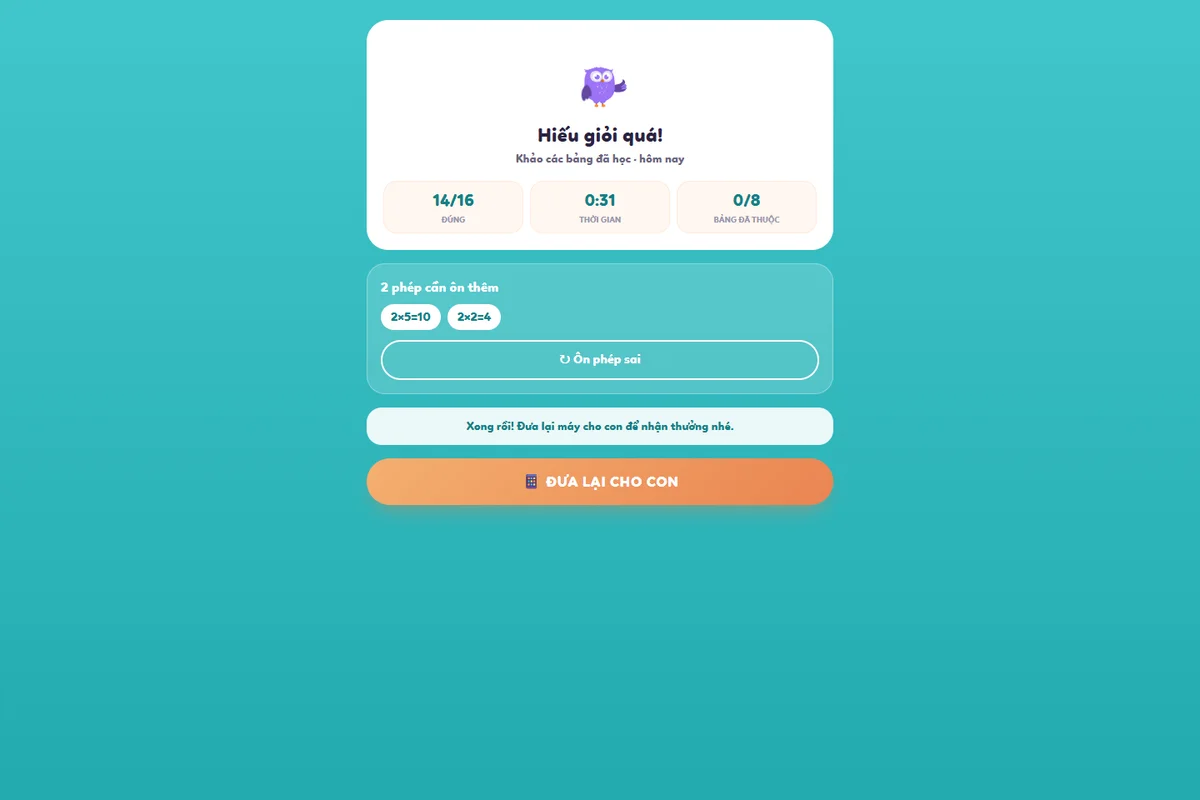 Hiếu giỏi quá!
Khảo các bảng đã học · hôm nay
14/16
ĐÚNG
0:31
THỜI GIAN
0/8
BẢNG ĐÃ THUỘC
2 phép cần ôn thêm
2×5=10
2×2=4
↻ Ôn phép sai
Xong rồi! Đưa lại máy cho con để nhận thưởng nhé.
ĐƯA LẠI CHO CON